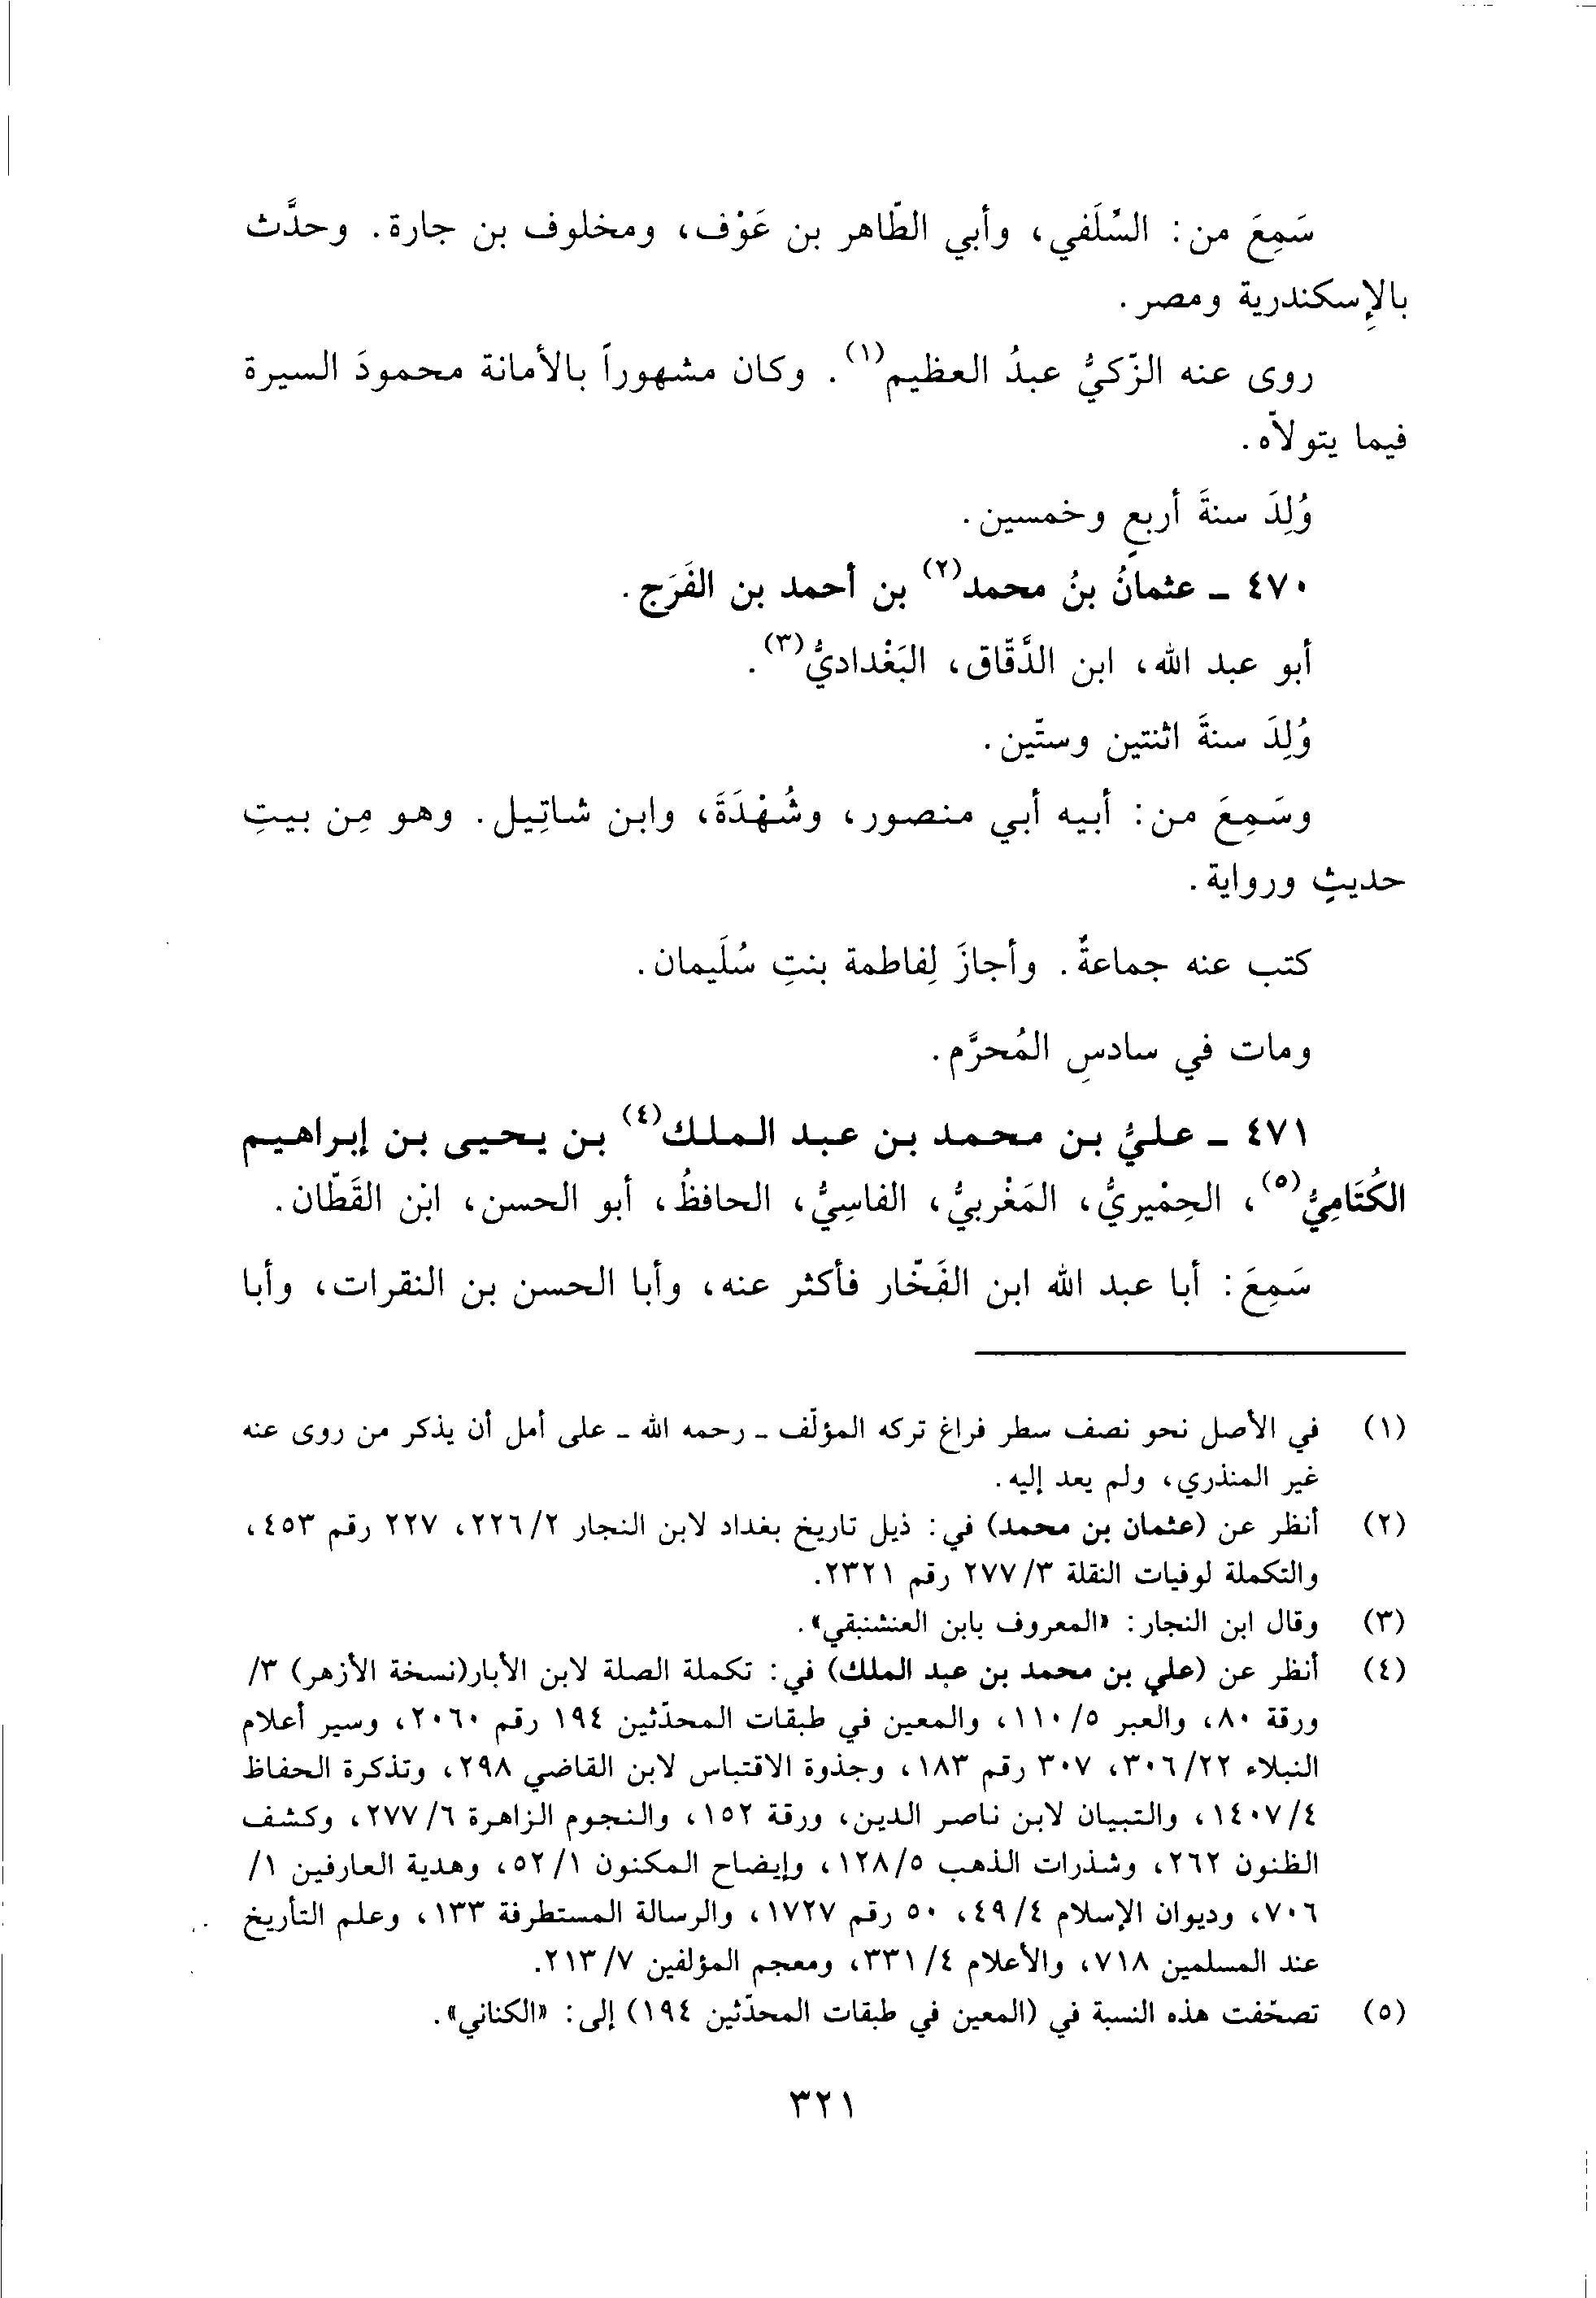 سَمِعَ من: السِّلَفي، وأبي الطّاهر بن عَوْف، ومخلوف بن جارة. وحدَّث
بالإِسكندرية ومصر.
روى عنه الزّكيُّ عبدُ العظيم(١). وكان مشهوراً بالأمانة محمودَ السيرة
فيما يتولاّه.
وُلِدَ سنةَ أربعٍ وخمسين.
٤٧٠ ـ عثمانُ بنُ محمد(٢) بن أحمد بن الفَرَج.
أبو عبد الله، ابن الدَّقّاق، البَغْداديُّ(٣).
وُلِدَ سنةَ اثنتين وستّين.
وسَمِعَ من: أبيه أبي منصور، وشُهْدَةَ، وابن شاتِيل. وهو مِن بيتِ
حديثٍ ورواية.
كتب عنه جماعةٌ. وأجازَ لِفاطمة بنتِ سُلَيمان.
ومات في سادسِ المُحرَّم.
٤٧١ ـ عليُّ بن محمد بن عبد الملك(٤) بن يحيى بن إبراهيم
الكُتَامِيُّ(٥)، الحِمْيريُّ، المَغْربيُّ، الفاسِيُّ، الحافظُ، أبو الحسن، ابْن القَطّان.
سَمِعَ: أبا عبد الله ابن الفَخّار فأكثر عنه، وأبا الحسن بن النقرات، وأبا
(١) في الأصل نحو نصف سطر فراغ تركه المؤلّف ـ رحمه الله ـ على أمل أن يذكر من روى عنه
غير المنذري، ولم يعد إليه.
(٢) أنظر عن (عثمان بن محمد) في: ذيل تاريخ بغداد لابن النجار ٢/ ٢٢٦، ٢٢٧ رقم ٤٥٣،
والتكملة لوفيات النقلة ٣/ ٢٧٧ رقم ٢٣٢١.
(٣) وقال ابن النجار: «المعروف بابن العنشنبقي».
(٤) أنظر عن (علي بن محمد بن عبد الملك) في: تكملة الصلة لابن الأبار(نسخة الأزهر) ٣/
ورقة ٨٠، والعبر ٥/ ١١٠، والمعين في طبقات المحدّثين ١٩٤ رقم ٢٠٦٠، وسير أعلام
النبلاء ٢٢/ ٣٠٦، ٣٠٧ رقم ١٨٣، وجذوة الاقتباس لابن القاضي ٢٩٨، وتذكرة الحفاظ
٤/ ١٤٠٧، والتبيان لابن ناصر الدين، ورقة ١٥٢، والنجوم الزاهرة ٦/ ٢٧٧، وكشف
الظنون ٢٦٢، وشذرات الذهب ٥/ ١٢٨، وإيضاح المكنون ١/ ٥٢، وهدية العارفين ١/
٧٠٦، وديوان الإسلام ٤/ ٤٩، ٥٠ رقم ١٧٢٧، والرسالة المستطرفة ١٣٣، وعلم التأريخ
عند المسلمين ٧١٨، والأعلام ٤/ ٣٣١، ومعجم المؤلفين ٧/ ٢١٣.
(٥) تصحّفت هذه النسبة في (المعين في طبقات المحدّثين ١٩٤) إلى: «الكناني».
٣٢١